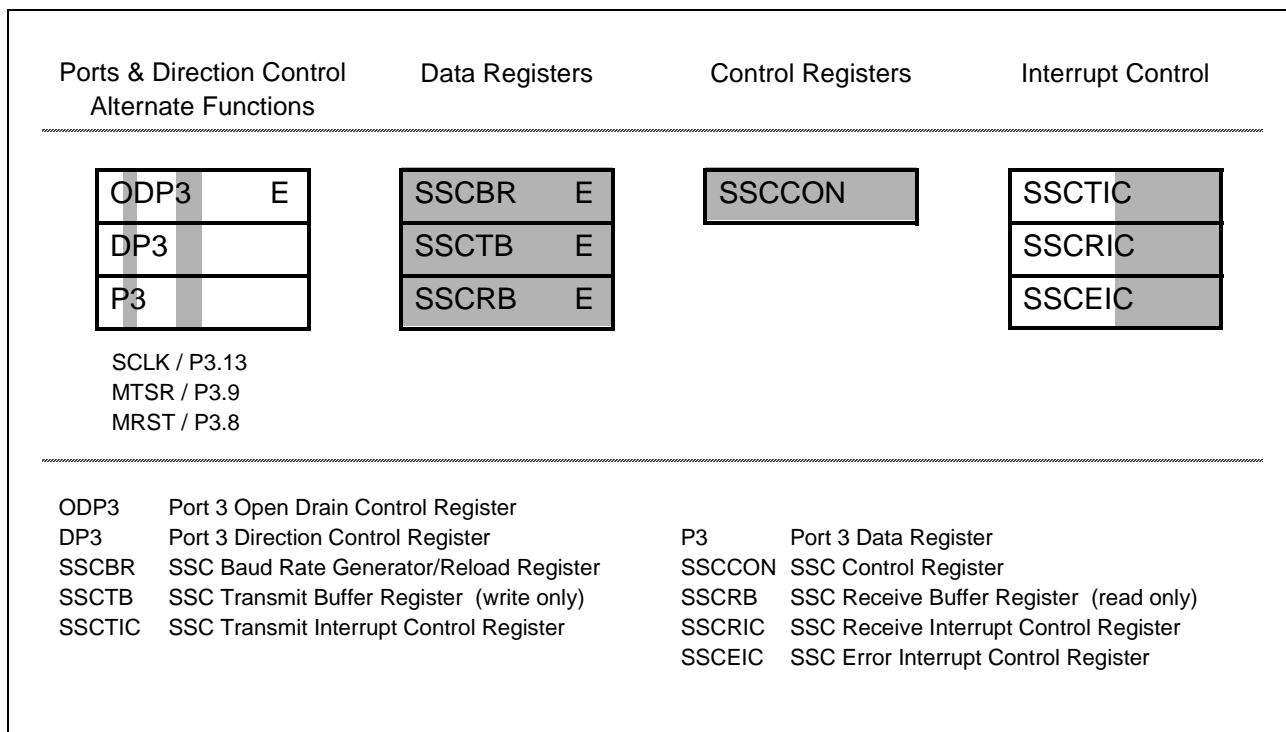 Ports & Direction Control
Alternate Functions
Data Registers
Control Registers
Interrupt Control
ODP3 E
DP3
P3
SSCBR E
SSCTB E
SSCRB E
SSCCON
SSCTIC
SSCRIC
SSCEIC
SCLK / P3.13
MTSR / P3.9
MRST / P3.8
ODP3 Port 3 Open Drain Control Register
DP3 Port 3 Direction Control Register
SSCBR SSC Baud Rate Generator/Reload Register
SSCTB SSC Transmit Buffer Register (write only)
SSCTIC SSC Transmit Interrupt Control Register
P3 Port 3 Data Register
SSCCON SSC Control Register
SSCRB SSC Receive Buffer Register (read only)
SSCRIC SSC Receive Interrupt Control Register
SSCEIC SSC Error Interrupt Control Register